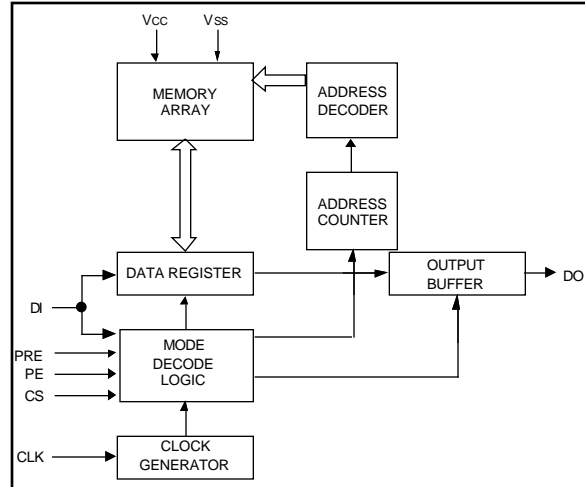 Vcc Vss
MEMORY
ARRAY
ADDRESS
DECODER
ADDRESS
COUNTER
DATA REGISTER
OUTPUT
BUFFER
DO
DI
MODE
DECODE
LOGIC
PRE
PE
CS
CLK
CLOCK
GENERATOR